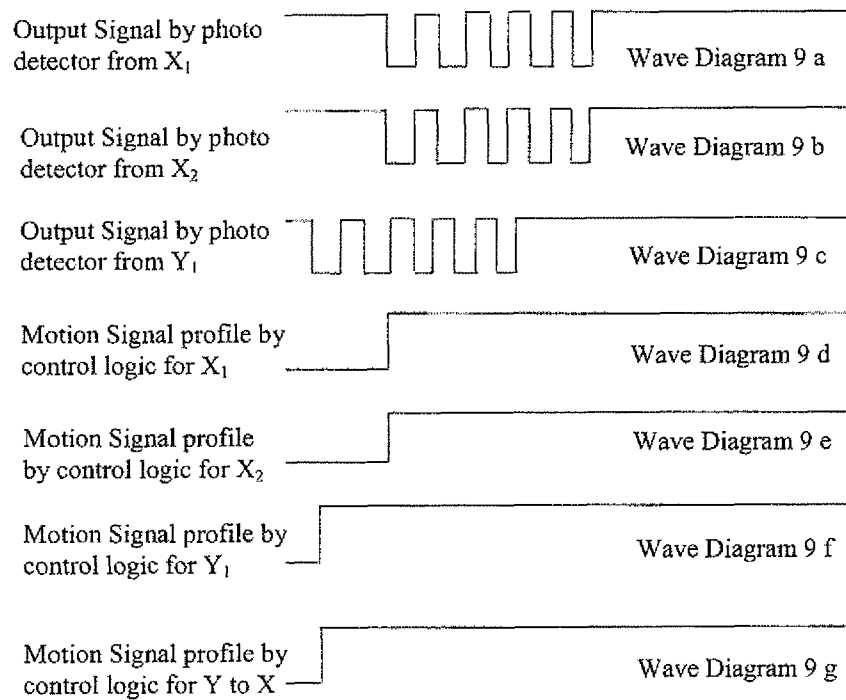 Output Signal by photo
detector from X₁
Wave Diagram 9 a
Output Signal by photo
detector from X₂
Wave Diagram 9 b
Output Signal by photo
detector from Y₁
Wave Diagram 9 c
Motion Signal profile by
control logic for X₁
Wave Diagram 9 d
Motion Signal profile
by control logic for X₂
Wave Diagram 9 e
Motion Signal profile by
control logic for Y₁
Wave Diagram 9 f
Motion Signal profile by
control logic for Y to X
Wave Diagram 9 g